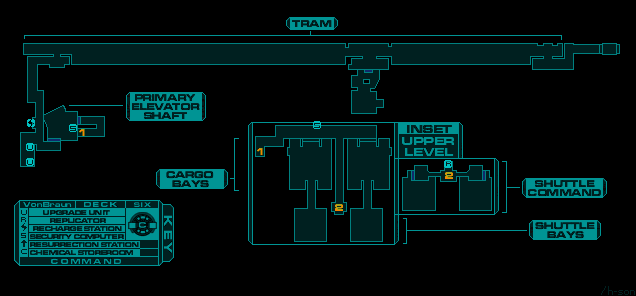 TRAM
PRIMARY
ELEVATOR
SHAFT
S
1
U
U
U
S
INSET
UPPER
LEVEL
1
R
2
2
CARGO
BAYS
SHUTTLE
COMMAND
SHUTTLE
BAYS
VonBraun DECK SIX
U UPGRADE UNIT
R REPLICATOR
RECHARGE STATION
S SECURITY COMPUTER
RESURRECTION STATION
C CHEMICAL STOREROOM
KEY
COMMAND